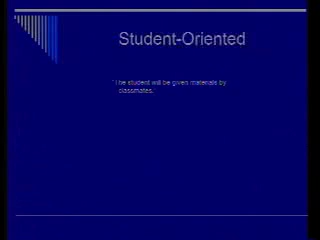 Student-Oriented
"The student will be given materials by
classmates."